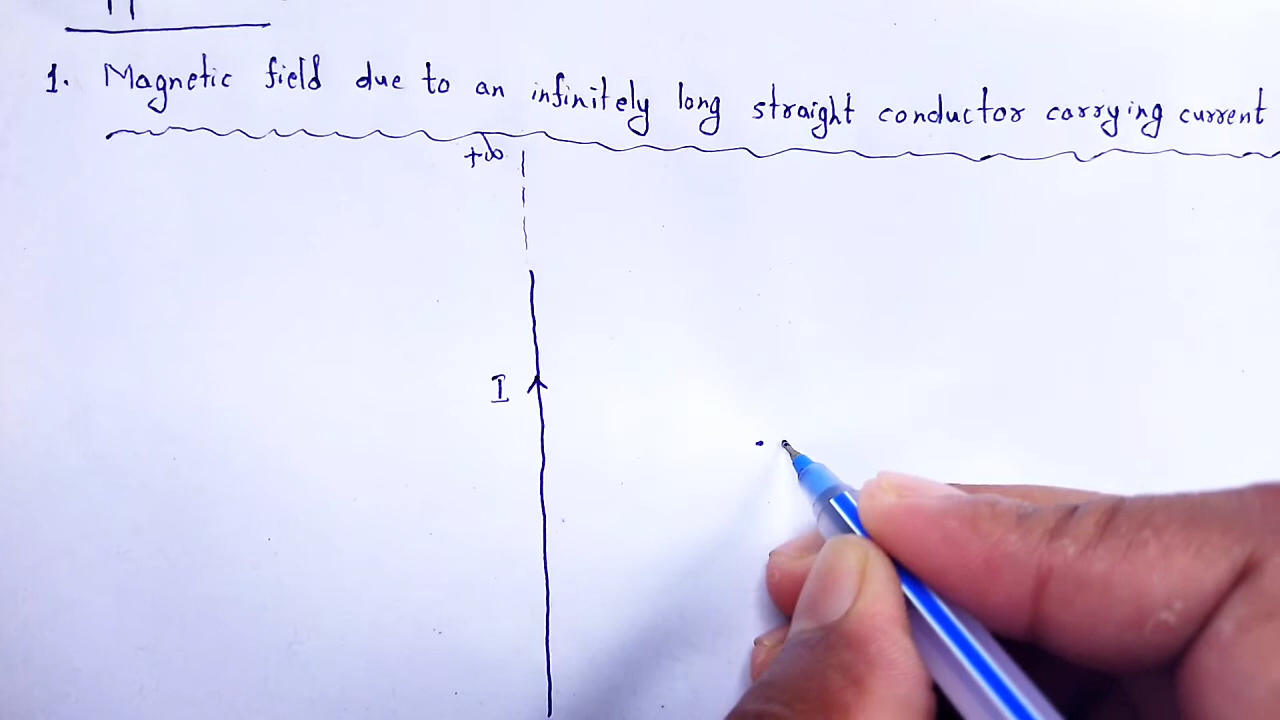 1. Magnetic field due to an infinitely long straight conductor carrying current
+∞
I